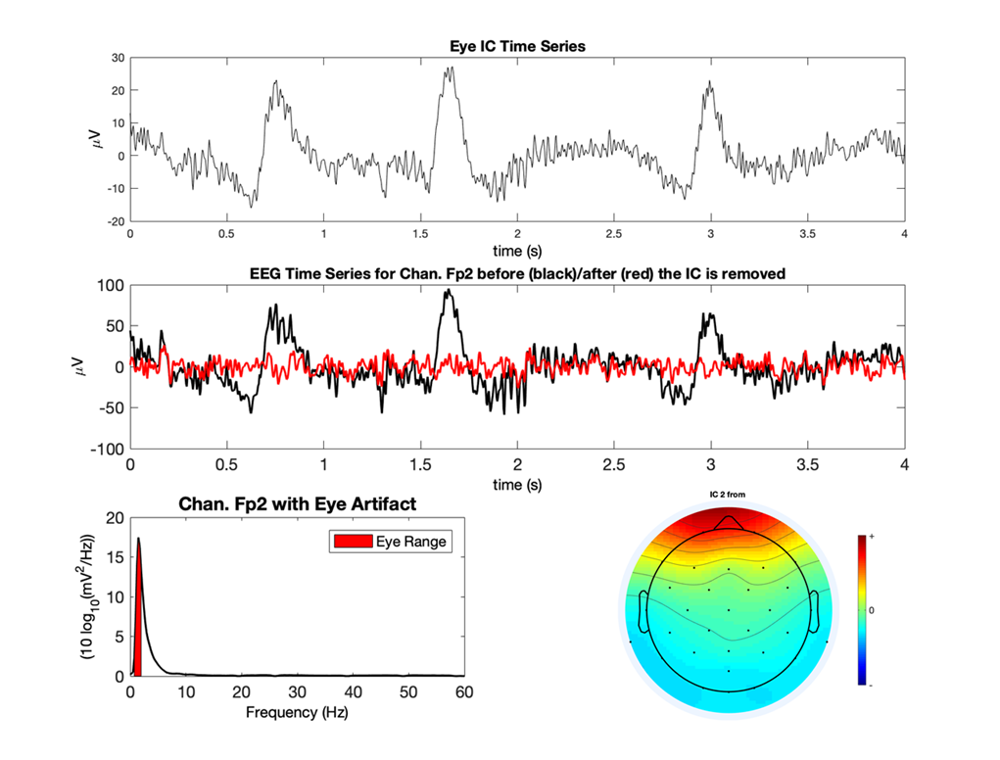 Eye IC Time Series
30
20
10
0
-10
-20
μV
0 0.5 1 1.5 2 2.5 3 3.5 4
time (s)
EEG Time Series for Chan. Fp2 before (black)/after (red) the IC is removed
100
50
0
-50
-100
μV
0 0.5 1 1.5 2 2.5 3 3.5 4
time (s)
Chan. Fp2 with Eye Artifact
20
15
10
5
0
(10 log₁₀(mV²/Hz))
Eye Range
0 10 20 30 40 50 60
Frequency (Hz)
IC 2 from
+
0
-